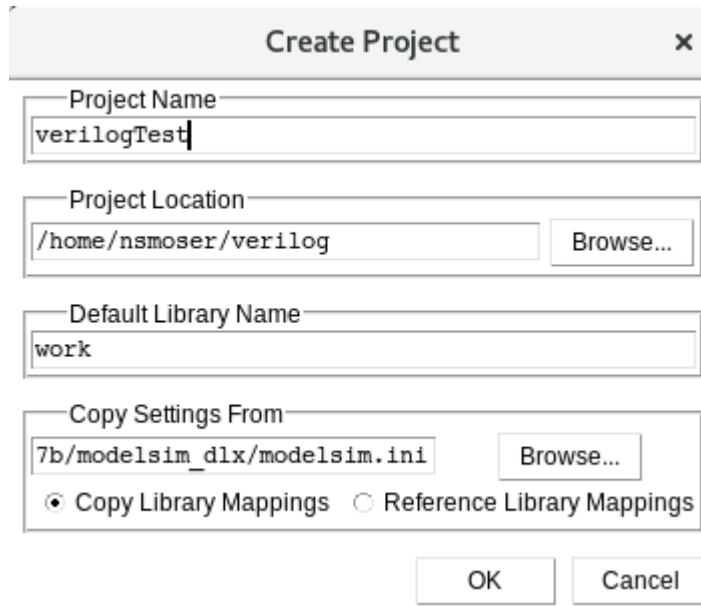 Create Project
Project Name
verilogTest
Project Location
/home/nsmoser/verilog
Browse...
Default Library Name
work
Copy Settings From
7b/modelsim_dlx/modelsim.ini
Browse...
Copy Library Mappings Reference Library Mappings
OK Cancel